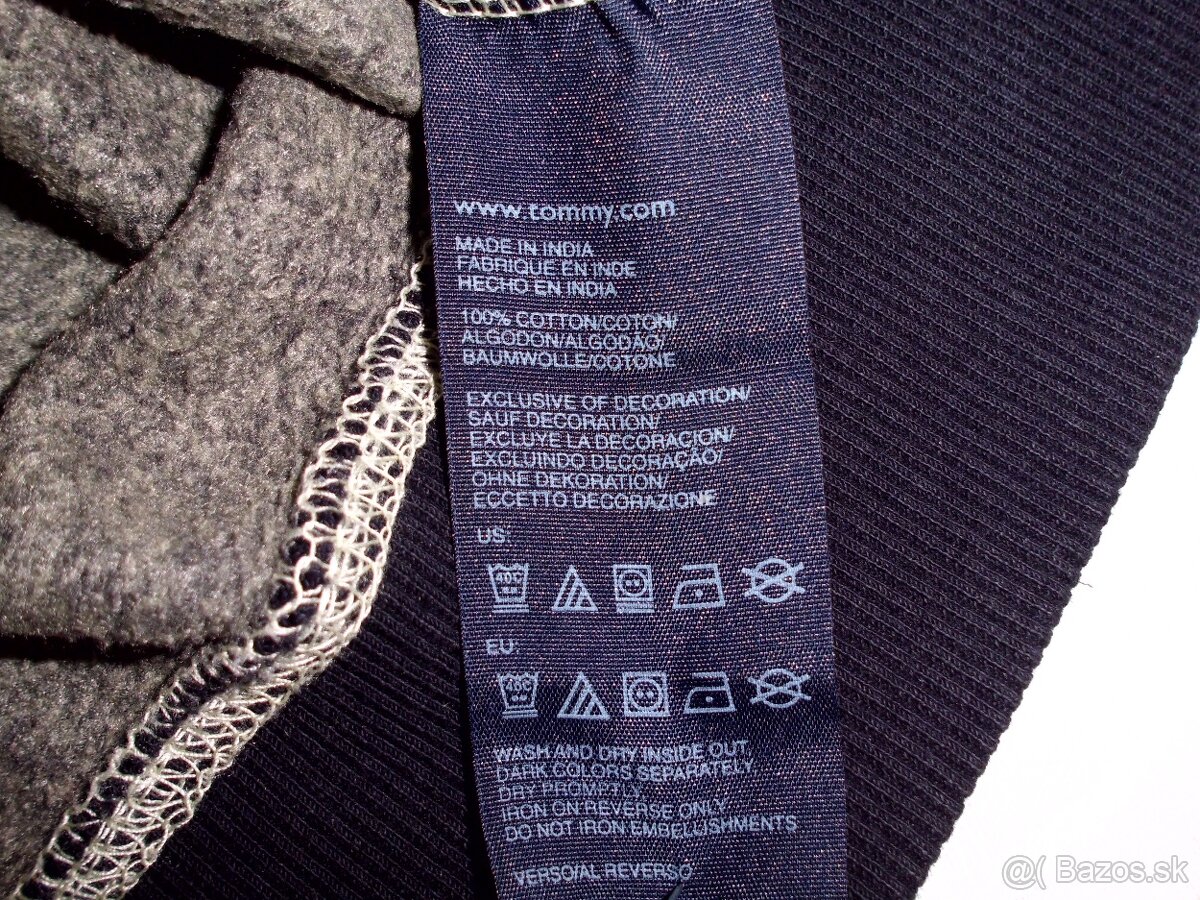 www.tommy.com
MADE IN INDIA
FABRIQUE EN INDE
HECHO EN INDIA
100% COTTON/COTON/
ALGODON/ALGODÃO/
BAUMWOLLE/COTONE
EXCLUSIVE OF DECORATION/
SAUF DECORATION/
EXCLUYE LA DECORACION/
EXCLUINDO DECORAÇÃO/
OHNE DEKORATION/
ECCETTO DECORAZIONE
US:
40C
EU:
40C
WASH AND DRY INSIDE OUT
DARK COLORS SEPARATELY
DRY PROMPTLY
IRON ON REVERSE ONLY
DO NOT IRON EMBELLISHMENTS
VERSO/AL REVERSO
@( Bazos.sk